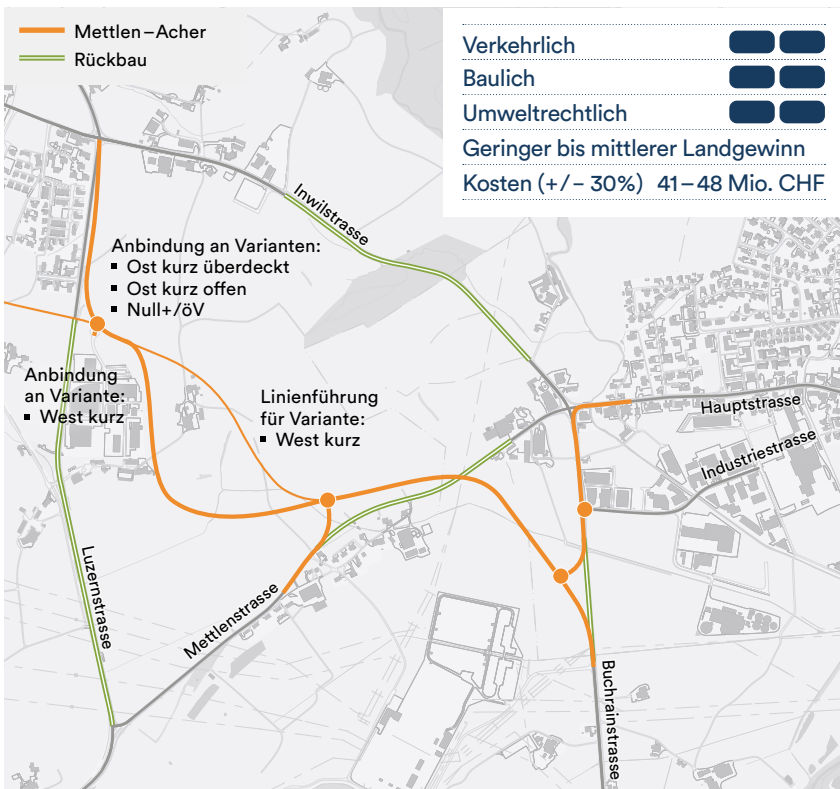 Mettlen–Acher
Rückbau
Verkehrlich
Baulich
Umweltrechtlich
Geringer bis mittlerer Landgewinn
Kosten (+/– 30%) 41–48 Mio. CHF
Inwilstrasse
Anbindung an Varianten:
▪ Ost kurz überdeckt
▪ Ost kurz offen
▪ Null+/öV
Anbindung
an Variante:
▪ West kurz
Linienführung
für Variante:
▪ West kurz
Hauptstrasse
Industriestrasse
Luzernstrasse
Mettlenstrasse
Buchrainstrasse